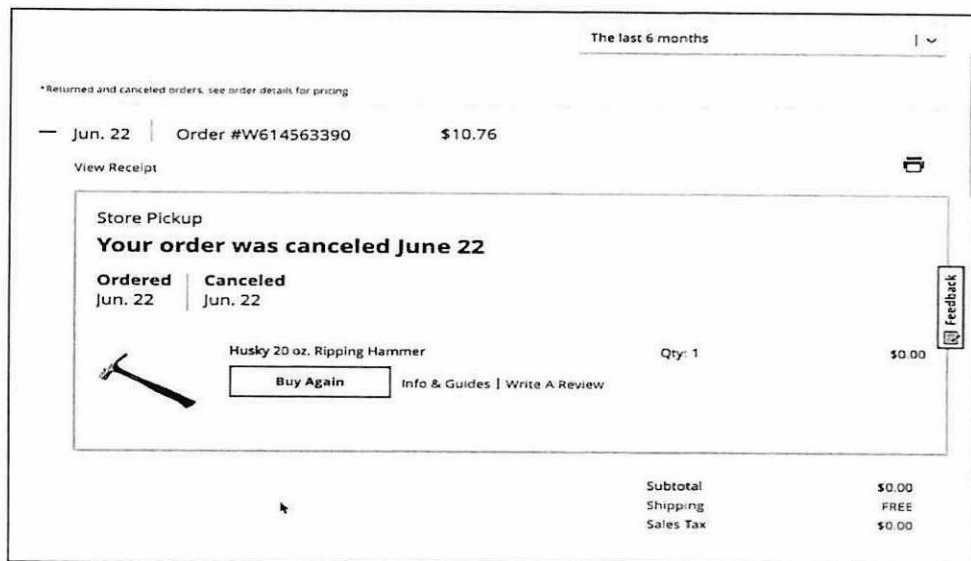 The last 6 months
*Returned and canceled orders, see order details for pricing
Jun. 22 Order #W614563390 $10.76
View Receipt
Store Pickup
Your order was canceled June 22
Ordered Canceled
Jun. 22 Jun. 22
Feedback
Husky 20 oz. Ripping Hammer Qty: 1 $0.00
Buy Again Info & Guides | Write A Review
Subtotal $0.00
Shipping FREE
Sales Tax $0.00